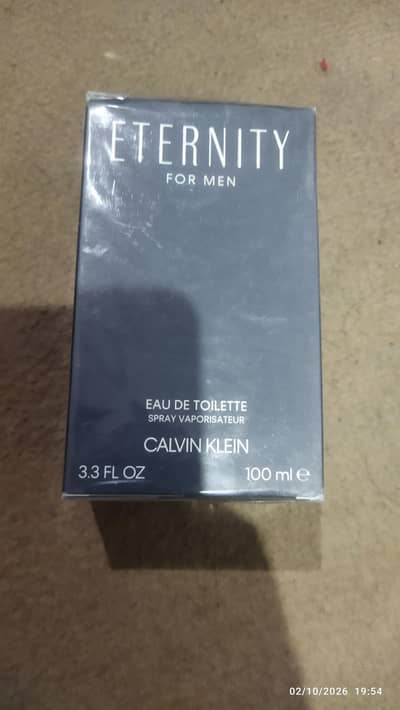 ETERNITY
FOR MEN
EAU DE TOILETTE
SPRAY VAPORISATEUR
CALVIN KLEIN
3.3 FL OZ 100 ml ℮
02/10/2026 19:54